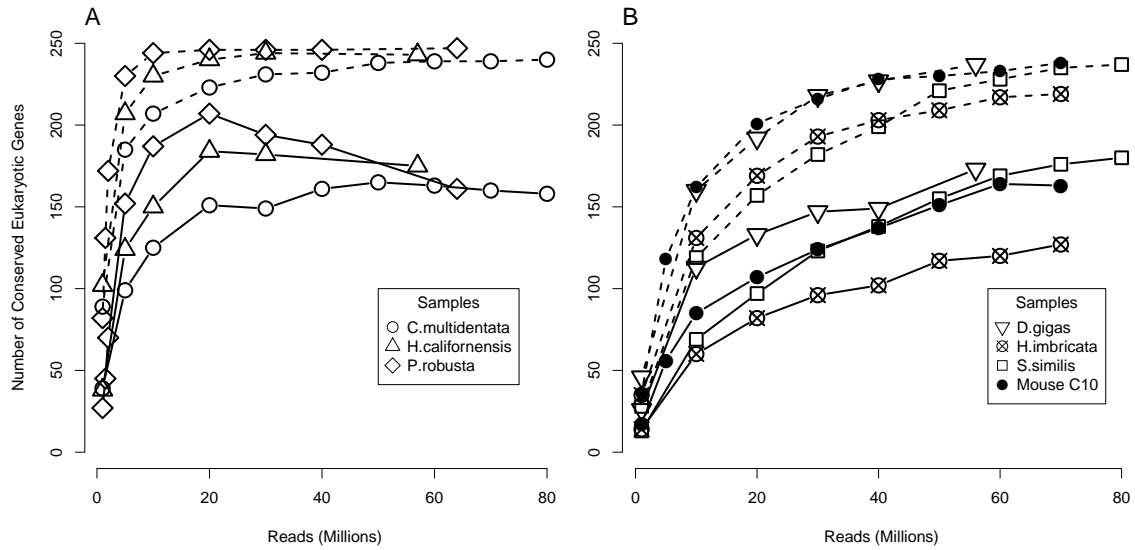 A
B
Number of Conserved Eukaryotic Genes
250
200
150
100
50
0
250
200
150
100
50
0
Samples
C.multidentata
H.californensis
P.robusta
Samples
D.gigas
H.imbricata
S.similis
Mouse C10
0 20 40 60 80
0 20 40 60 80
Reads (Millions)
Reads (Millions)